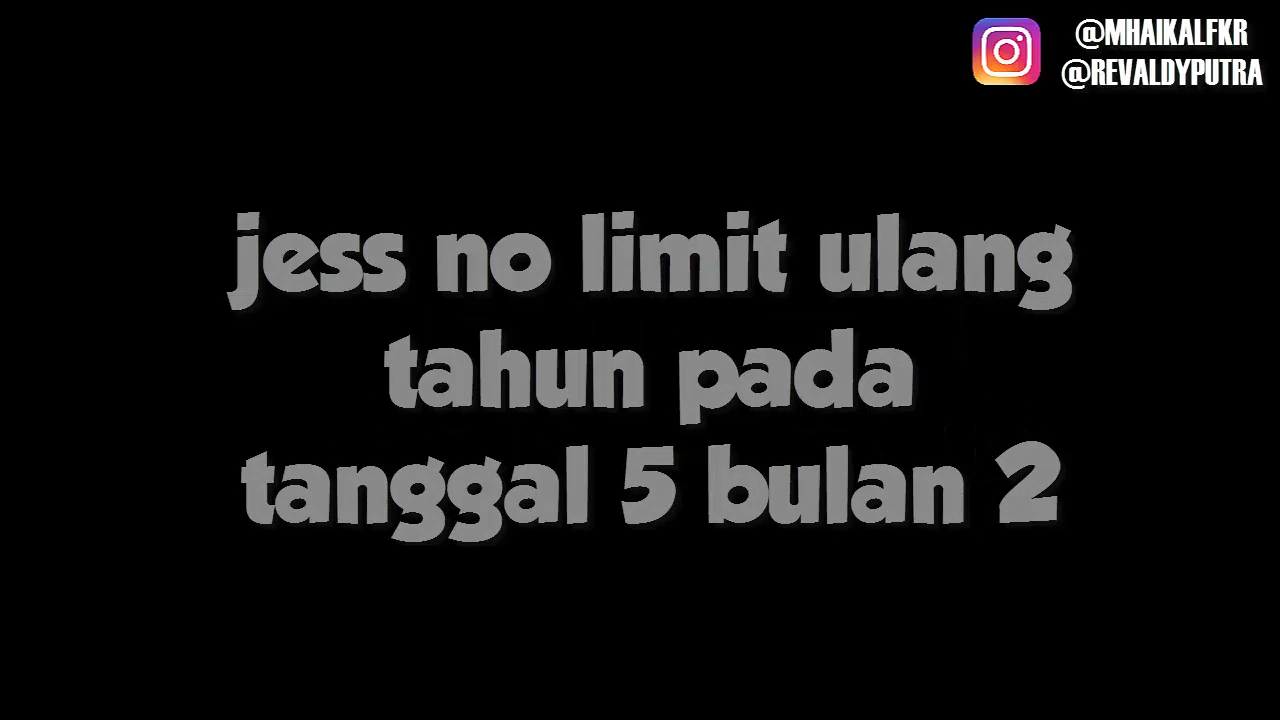 @MHAIKALFKR
@REVALDYPUTRA
jess no limit ulang
tahun pada
tanggal 5 bulan 2